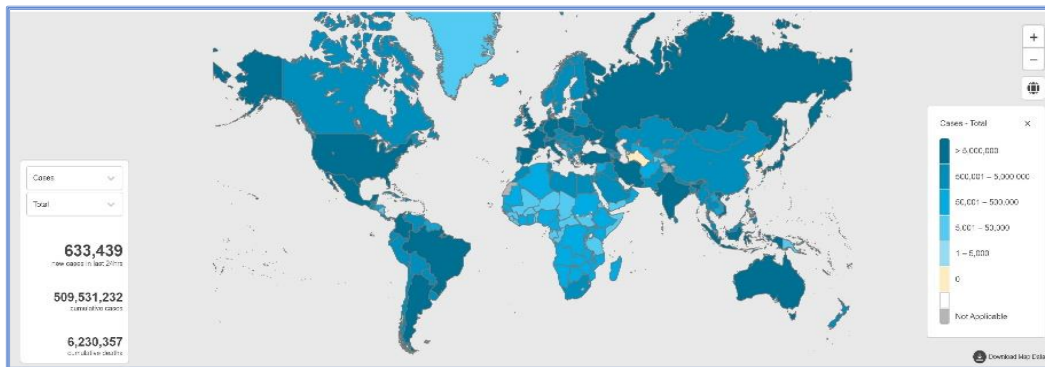 Cases
Total
633,439
new cases in last 24hrs
509,531,232
cumulative cases
6,230,357
cumulative deaths
+
−
Cases - Total ×
> 5,000,000
500,001 – 5,000,000
50,001 – 500,000
5,001 – 50,000
1 – 5,000
0
Not Applicable
Download Map Data